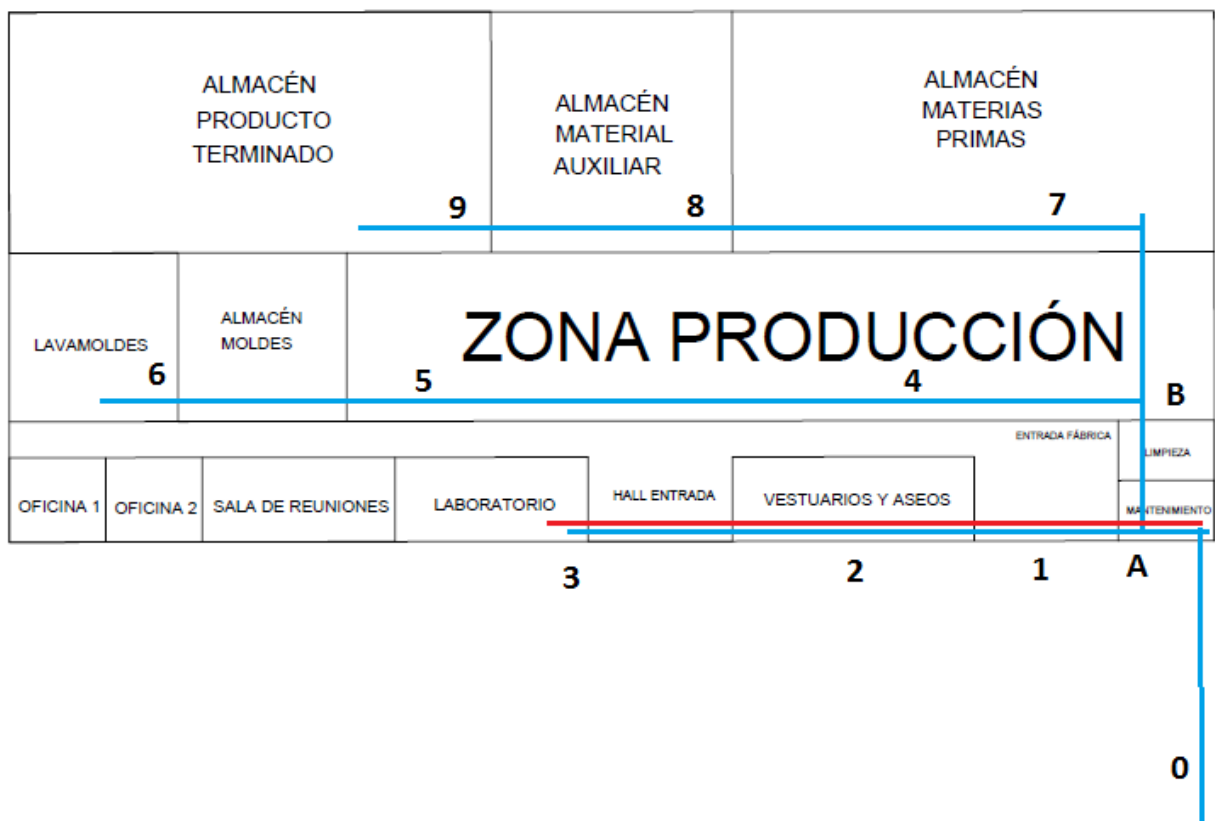 ALMACÉN
PRODUCTO
TERMINADO
ALMACÉN
MATERIAL
AUXILIAR
ALMACÉN
MATERIAS
PRIMAS
9
8
7
LAVAMOLDES
ALMACÉN
MOLDES
ZONA PRODUCCIÓN
6
5
4
B
ENTRADA FÁBRICA
LIMPIEZA
OFICINA 1
OFICINA 2
SALA DE REUNIONES
LABORATORIO
HALL ENTRADA
VESTUARIOS Y ASEOS
MANTENIMIENTO
3
2
1
A
0